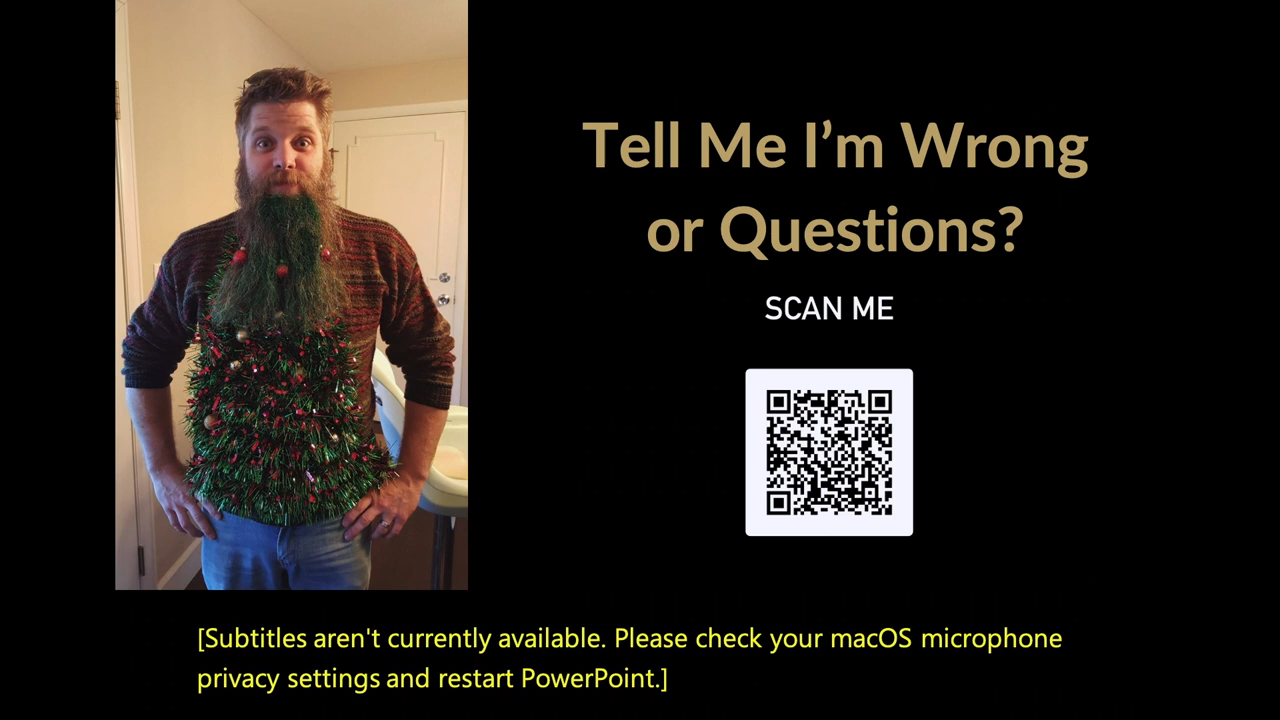 Tell Me I’m Wrong
or Questions?
SCAN ME
[Subtitles aren't currently available. Please check your macOS microphone
privacy settings and restart PowerPoint.]